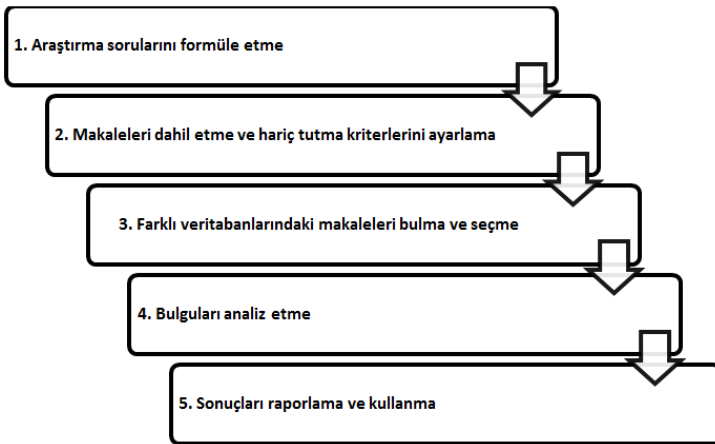 1. Araştırma sorularını formüle etme
2. Makaleleri dahil etme ve hariç tutma kriterlerini ayarlama
3. Farklı veritabanlarındaki makaleleri bulma ve seçme
4. Bulguları analiz etme
5. Sonuçları raporlama ve kullanma